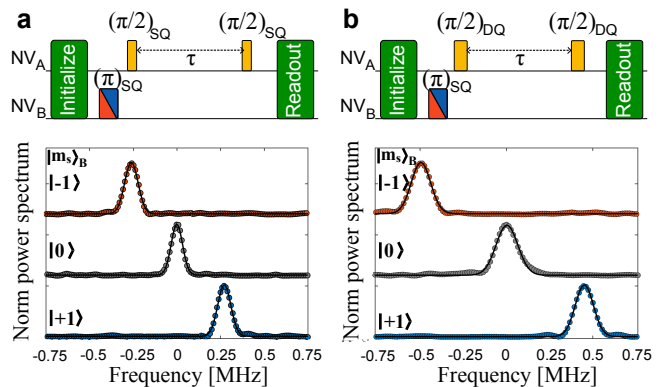 a
(π/2)SQ (π/2)SQ
NVA
Initialize
τ
Readout
(π)SQ
NVB
|ms⟩B
|-1⟩
|0⟩
|+1⟩
Norm power spectrum
-0.75 -0.5 -0.25 0 0.25 0.5 0.75
Frequency [MHz]
b
(π/2)DQ (π/2)DQ
NVA
Initialize
τ
Readout
(π)SQ
NVB
|ms⟩B
|-1⟩
|0⟩
|+1⟩
Norm power spectrum
-0.75 -0.5 -0.25 0 0.25 0.5 0.75
Frequency [MHz]